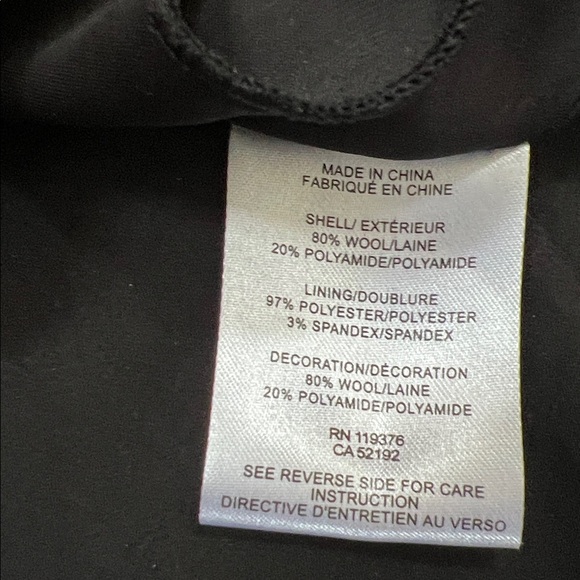 MADE IN CHINA
FABRIQUÉ EN CHINE
SHELL/ EXTÉRIEUR
80% WOOL/LAINE
20% POLYAMIDE/POLYAMIDE
LINING/DOUBLURE
97% POLYESTER/POLYESTER
3% SPANDEX/SPANDEX
DECORATION/DÉCORATION
80% WOOL/LAINE
20% POLYAMIDE/POLYAMIDE
RN 119376
CA 52192
SEE REVERSE SIDE FOR CARE
INSTRUCTION
DIRECTIVE D'ENTRETIEN AU VERSO